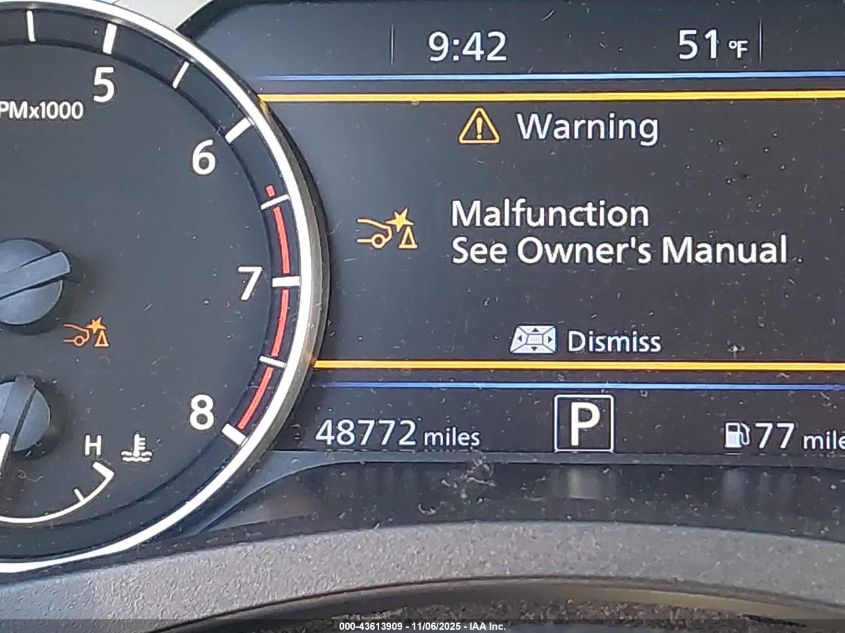 9:42 51 °F
5
PMx1000
6
7
8
H
Warning
Malfunction
See Owner's Manual
Dismiss
48772 miles P 77 mile
000-43613909 - 11/06/2025 - IAA Inc.